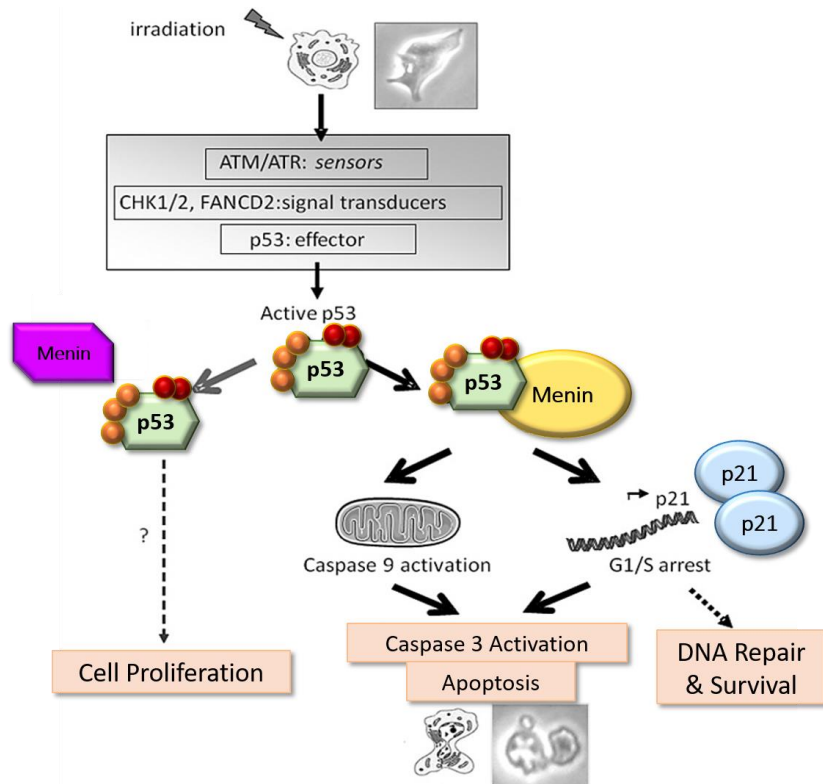 irradiation
ATM/ATR: sensors
CHK1/2, FANCD2:signal transducers
p53: effector
Active p53
Menin
p53
p53
p53
Menin
?
p21
p21
p21
Caspase 9 activation
G1/S arrest
Cell Proliferation
Caspase 3 Activation
Apoptosis
DNA Repair
& Survival